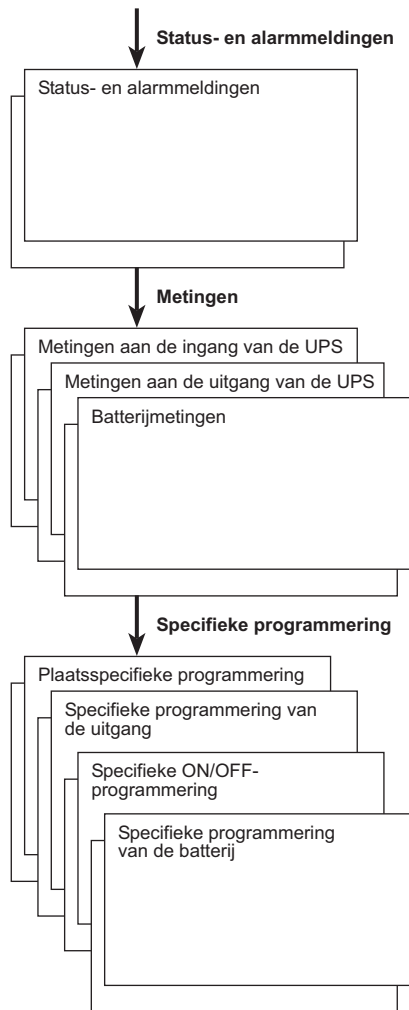 Status- en alarmmeldingen
Status- en alarmmeldingen
Metingen
Metingen aan de ingang van de UPS
Metingen aan de uitgang van de UPS
Batterijmetingen
Specifieke programmering
Plaatsspecifieke programmering
Specifieke programmering van
de uitgang
Specifieke ON/OFF-
programmering
Specifieke programmering
van de batterij